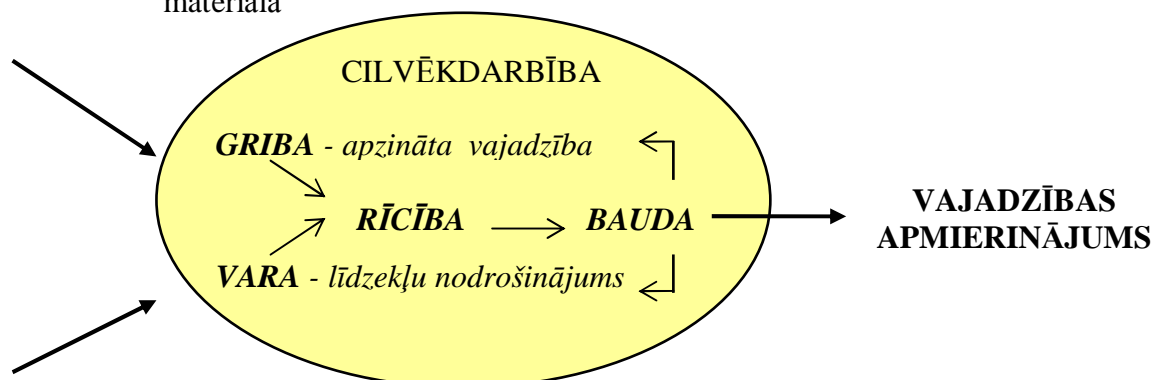 materiāla
CILVĒKDARBĪBA
GRIBA - apzināta vajadzība
RĪCĪBA
BAUDA
VARA - līdzekļu nodrošinājums
VAJADZĪBAS
APMIERINĀJUMS